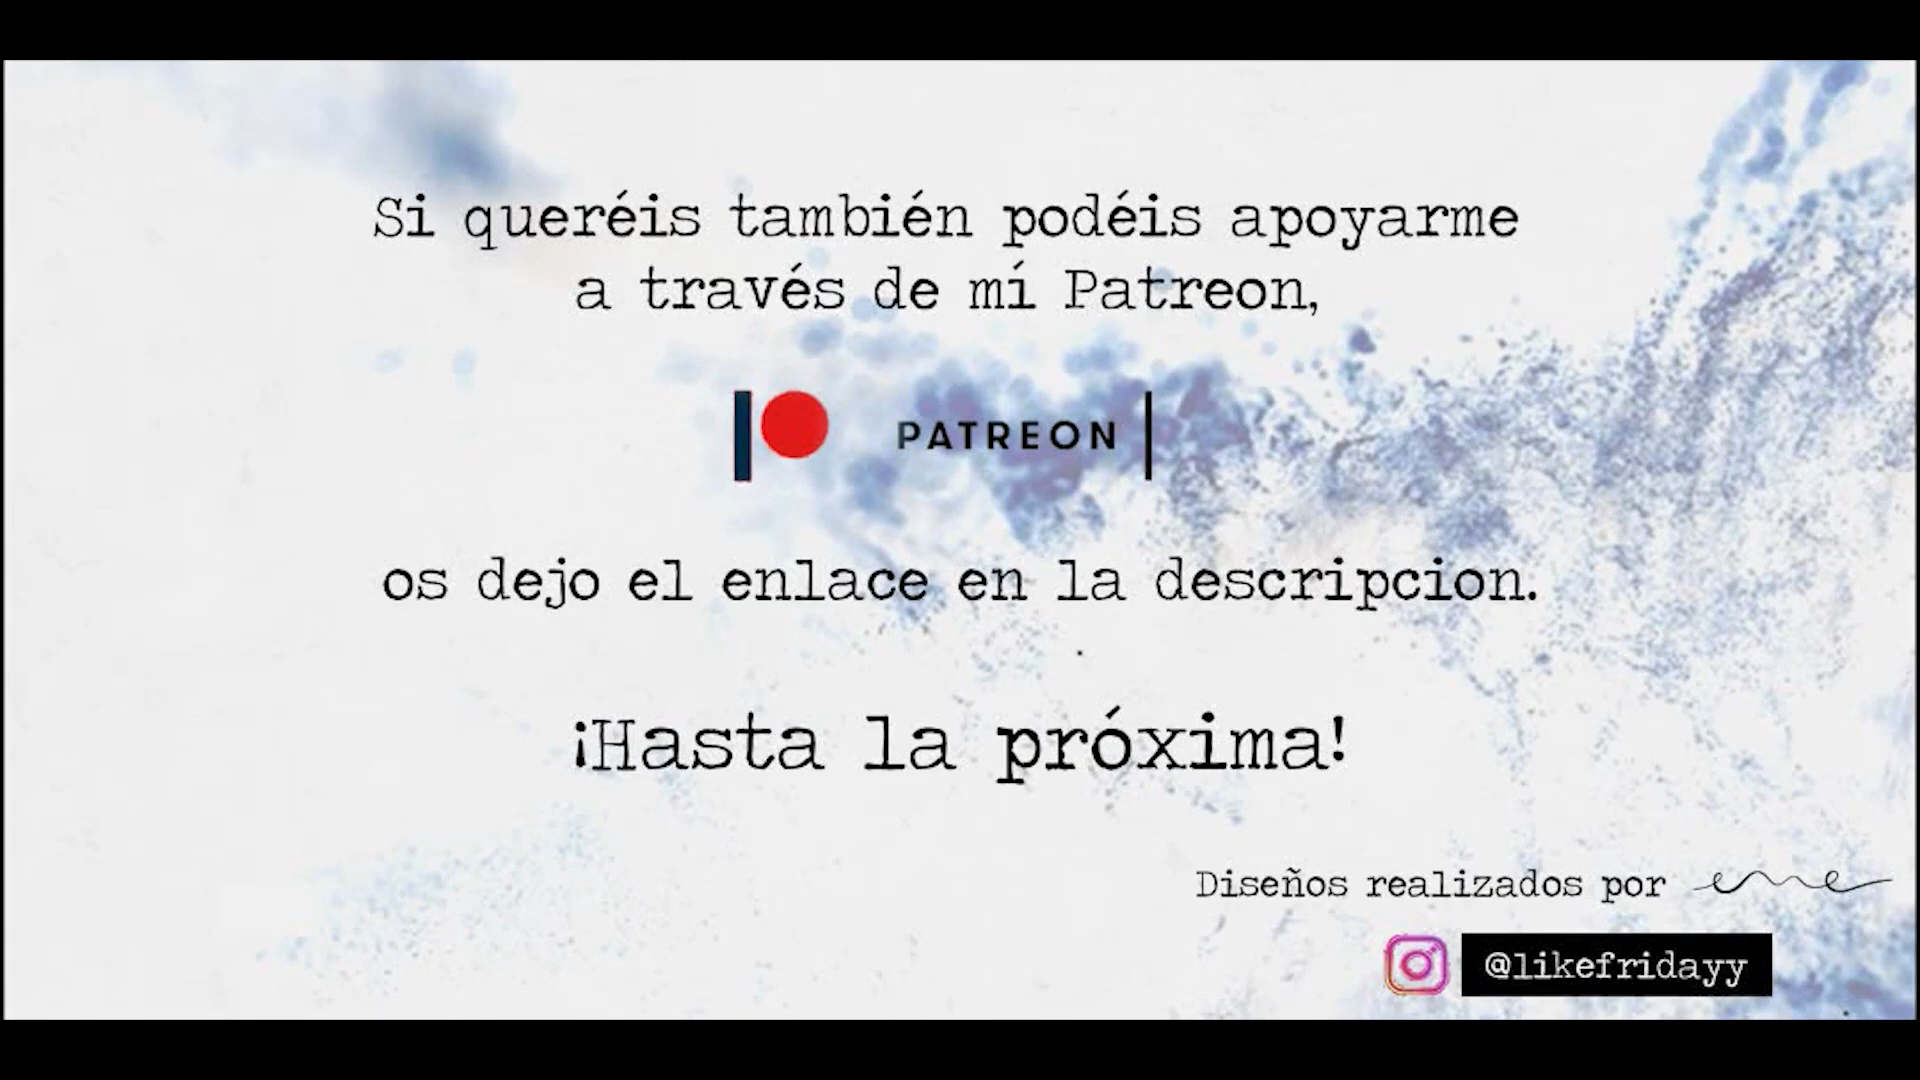 Si queréis también podéis apoyarme
a través de mí Patreon,
PATREON
os dejo el enlace en la descripcion.
¡Hasta la próxima!
Diseños realizados por eme
@likefridayy